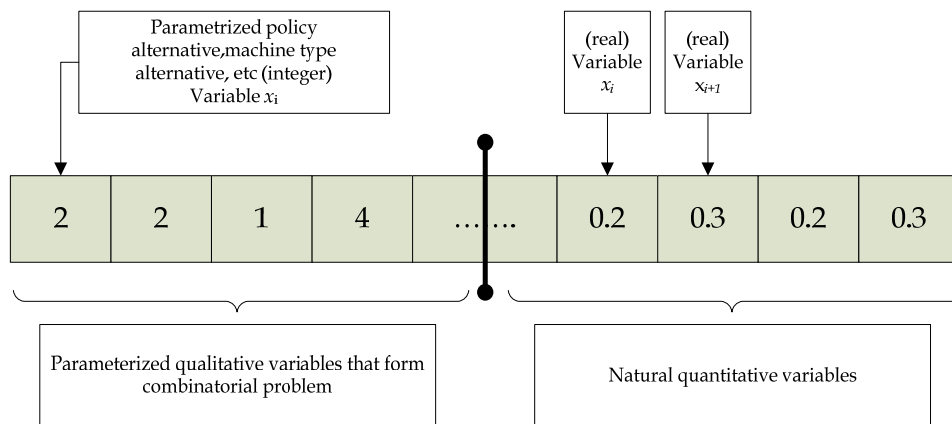 Parametrized policy
alternative,machine type
alternative, etc (integer)
Variable xi
(real)
Variable
xi
(real)
Variable
xi+1
2 2 1 4 ....... 0.2 0.3 0.2 0.3
Parameterized qualitative variables that form
combinatorial problem
Natural quantitative variables